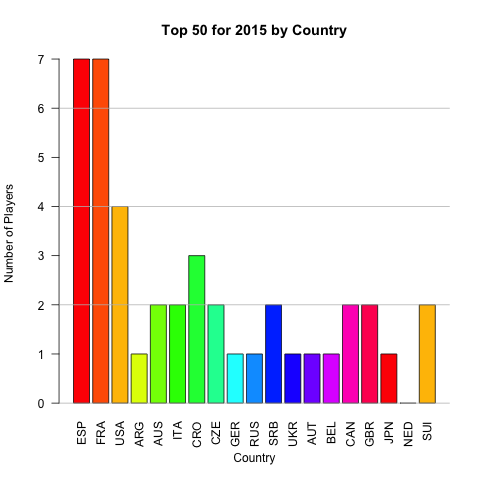 Top 50 for 2015 by Country
Number of Players
7
6
5
4
3
2
1
0
ESP FRA USA ARG AUS ITA CRO CZE GER RUS SRB UKR AUT BEL CAN GBR JPN NED SUI
Country